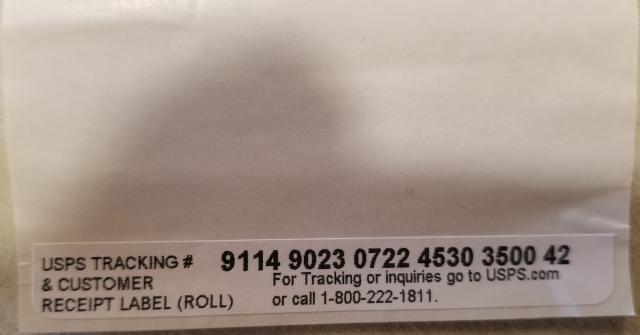 USPS TRACKING # 9114 9023 0722 4530 3500 42
& CUSTOMER For Tracking or inquiries go to USPS.com
RECEIPT LABEL (ROLL) or call 1-800-222-1811.